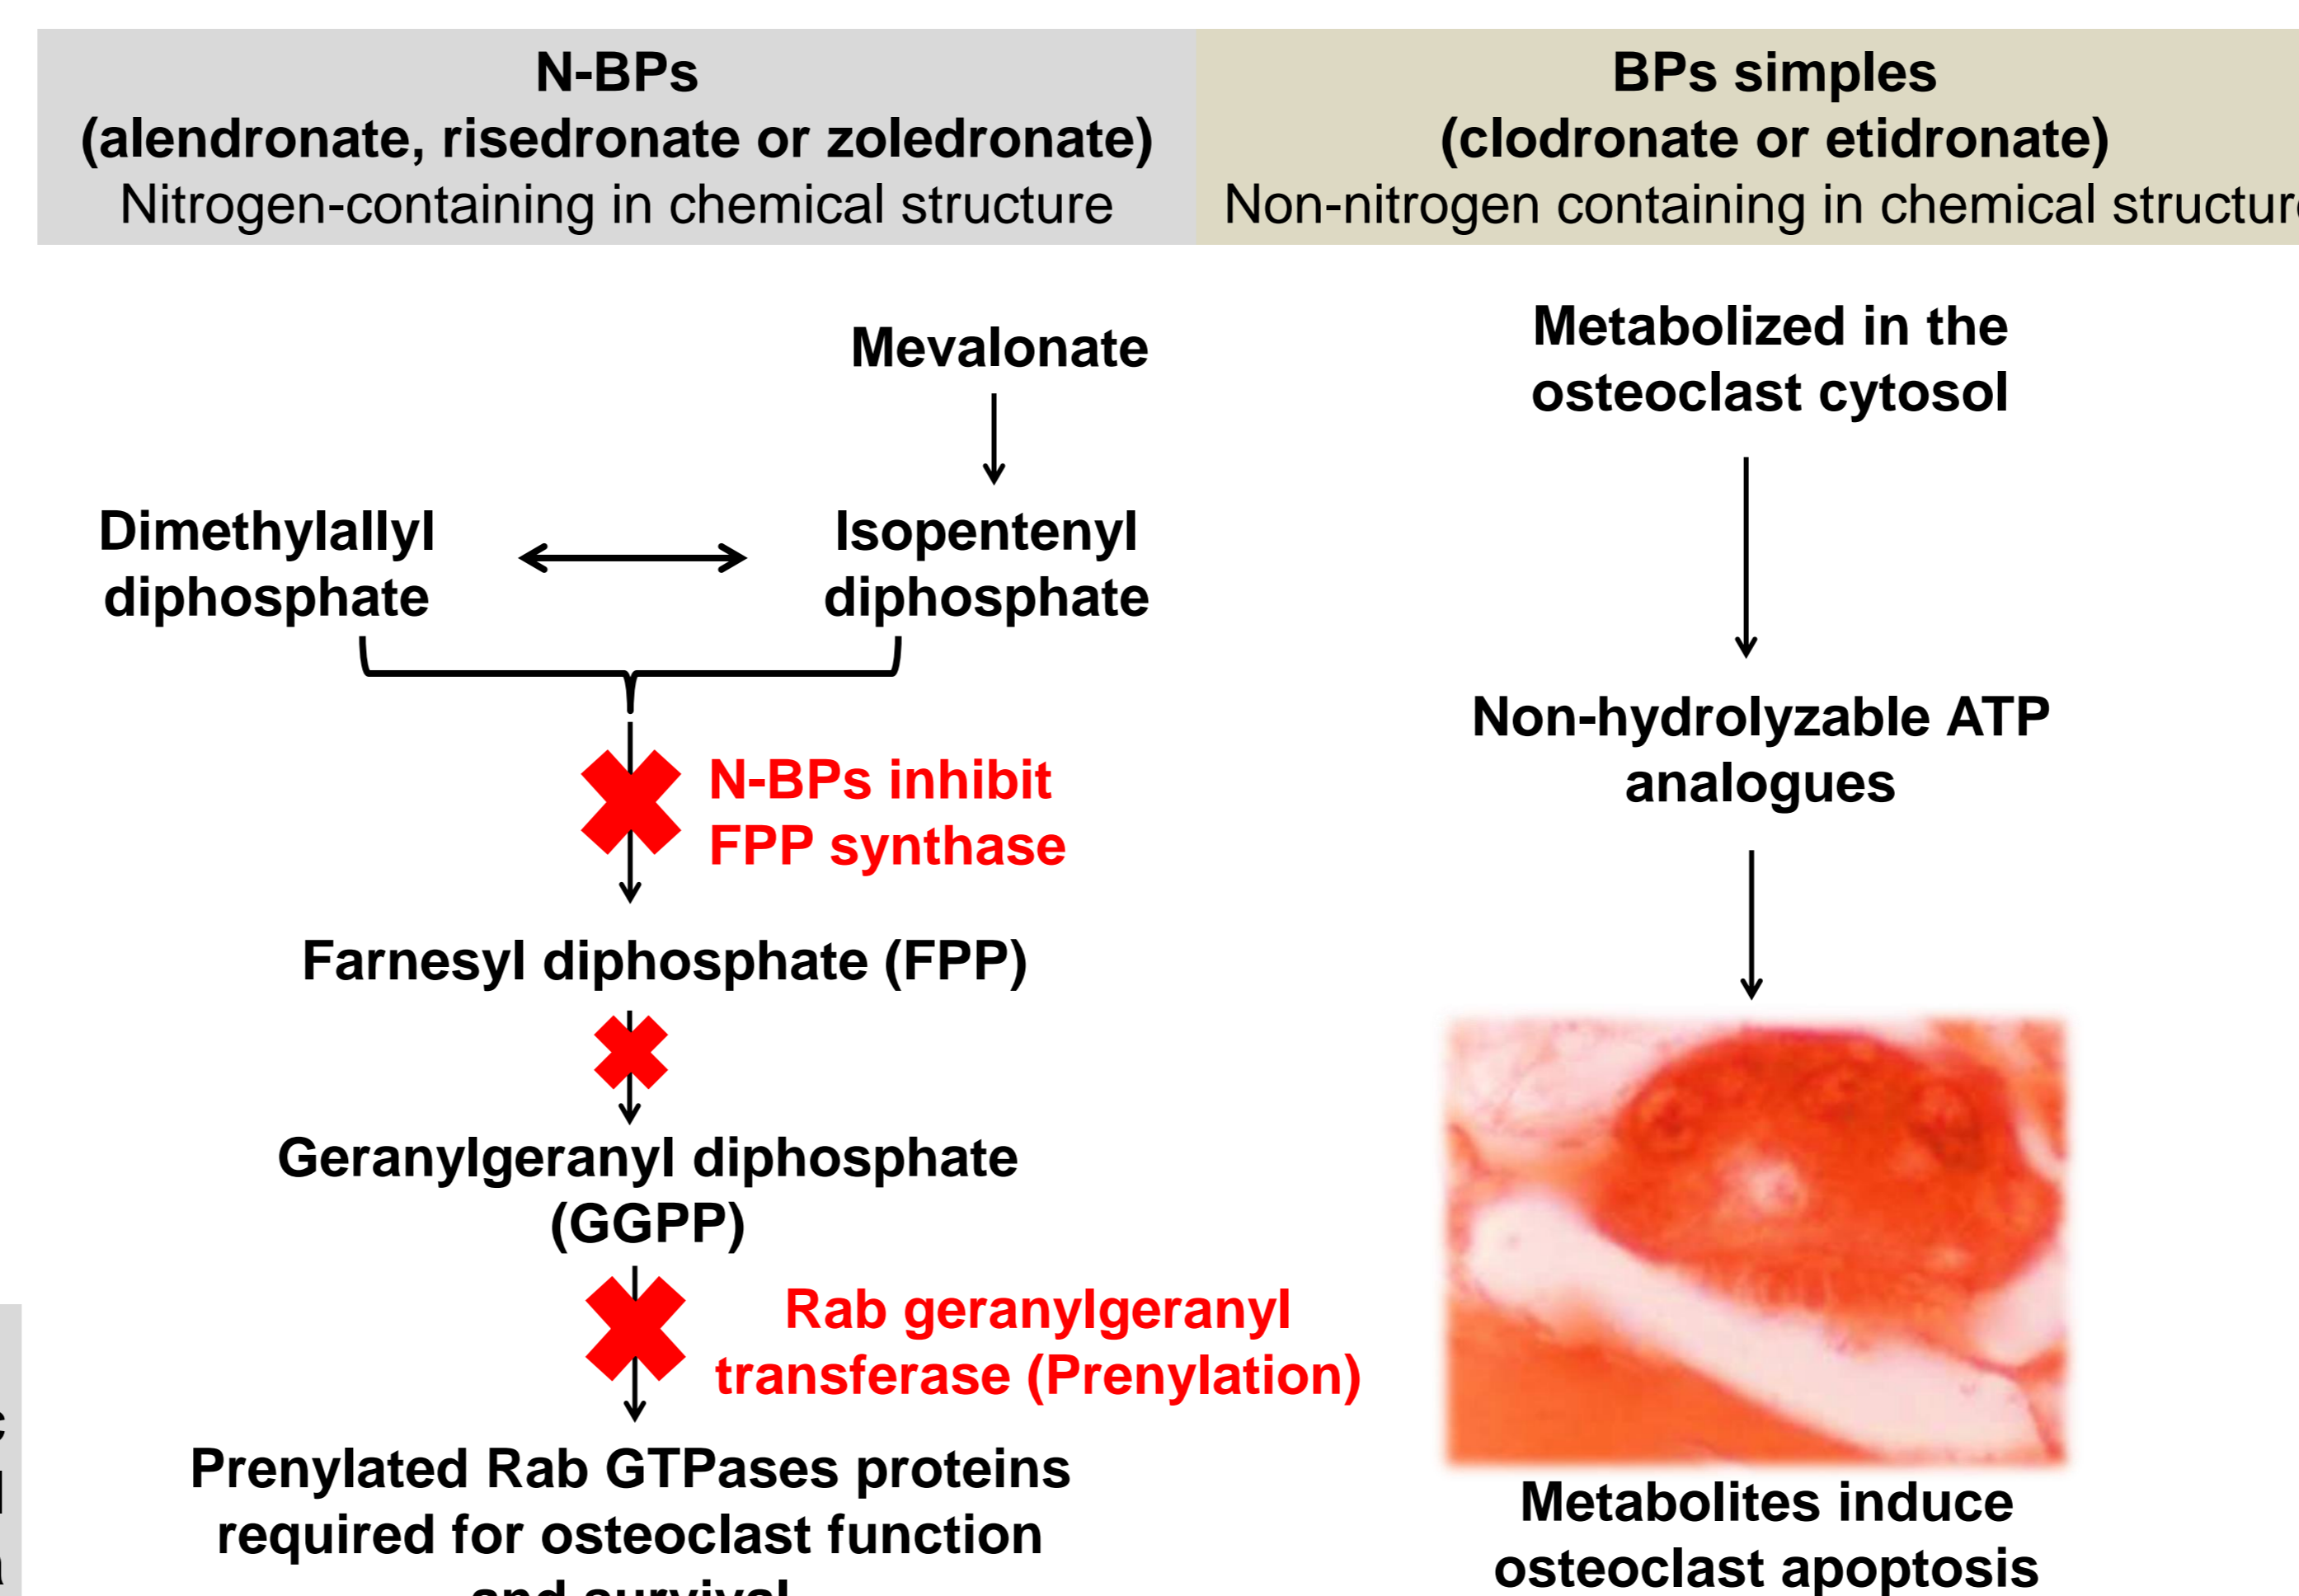 N-BPs
(alendronate, risedronate or zoledronate)
Nitrogen-containing in chemical structure
BPs simples
(clodronate or etidronate)
Non-nitrogen containing in chemical structure
Mevalonate
Dimethylallyl
diphosphate
Isopentenyl
diphosphate
N-BPs inhibit
FPP synthase
Farnesyl diphosphate (FPP)
Geranylgeranyl diphosphate
(GGPP)
Rab geranylgeranyl
transferase (Prenylation)
Prenylated Rab GTPases proteins
required for osteoclast function
and survival
Metabolized in the
osteoclast cytosol
Non-hydrolyzable ATP
analogues
Metabolites induce
osteoclast apoptosis